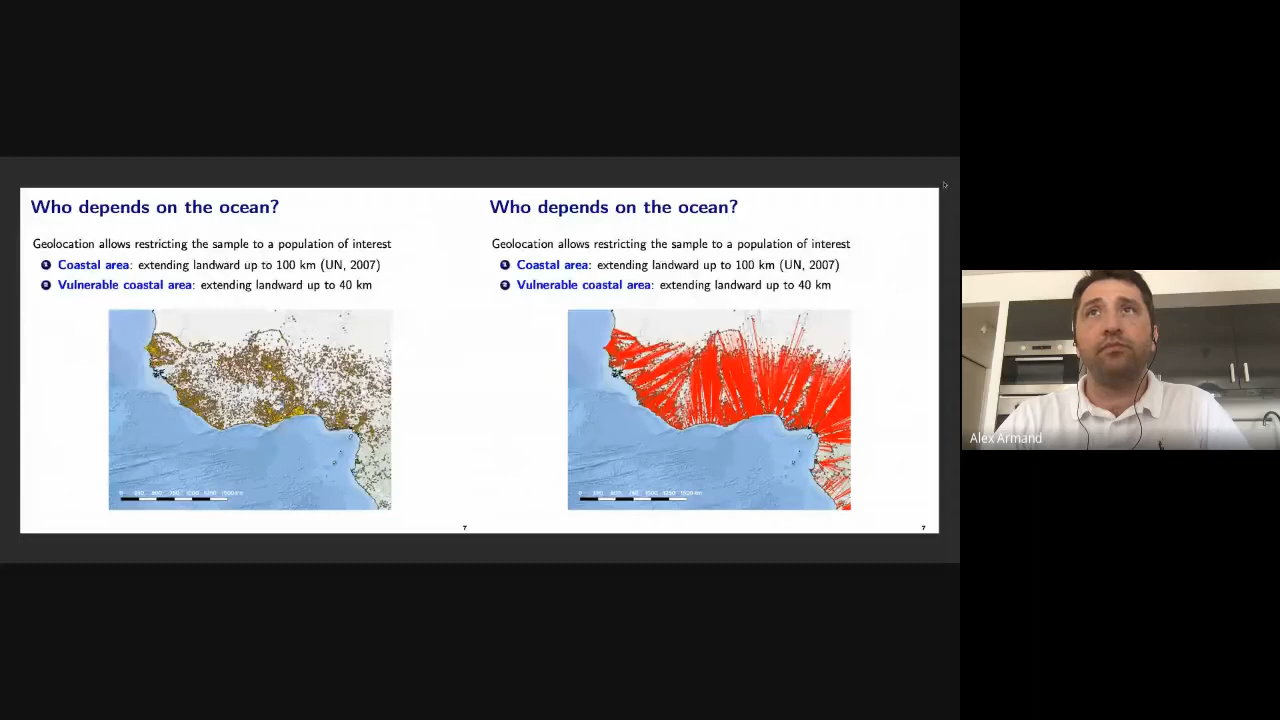 Who depends on the ocean?
Geolocation allows restricting the sample to a population of interest
Coastal area: extending landward up to 100 km (UN, 2007)
Vulnerable coastal area: extending landward up to 40 km
7
Who depends on the ocean?
Geolocation allows restricting the sample to a population of interest
Coastal area: extending landward up to 100 km (UN, 2007)
Vulnerable coastal area: extending landward up to 40 km
7
Alex Armand